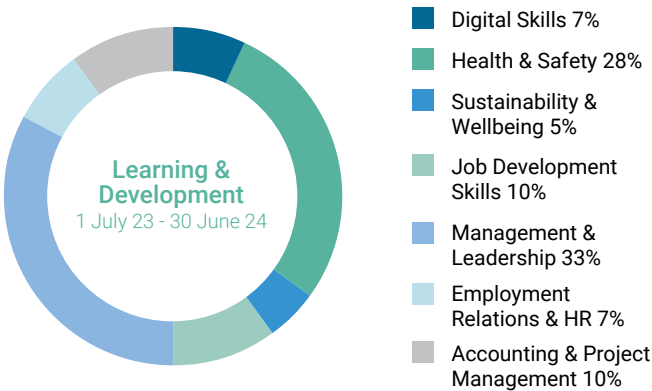 Learning &
Development
1 July 23 - 30 June 24
Digital Skills 7%
Health & Safety 28%
Sustainability &
Wellbeing 5%
Job Development
Skills 10%
Management &
Leadership 33%
Employment
Relations & HR 7%
Accounting & Project
Management 10%